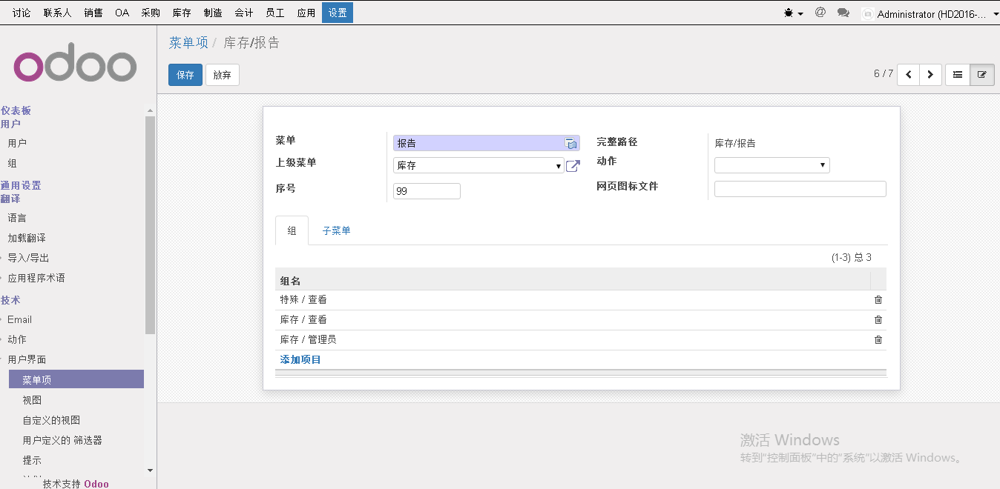 讨论 联系人 销售 OA 采购 库存 制造 会计 员工 应用 设置 @ Administrator (HD2016-...
odoo
菜单项 / 库存/报告
保存 放弃 6 / 7
仪表板
用户
用户
组
通用设置
翻译
语言
加载翻译
导入/导出
应用程序术语
技术
Email
动作
用户界面
菜单项
视图
自定义的视图
用户定义的 筛选器
提示
技术支持 Odoo
菜单 报告 完整路径 库存/报告
上级菜单 库存 动作
序号 99 网页图标文件
组 子菜单
(1-3) 总 3
组名
特殊 / 查看
库存 / 查看
库存 / 管理员
添加项目
激活 Windows
转到“控制面板”中的“系统”以激活 Windows。